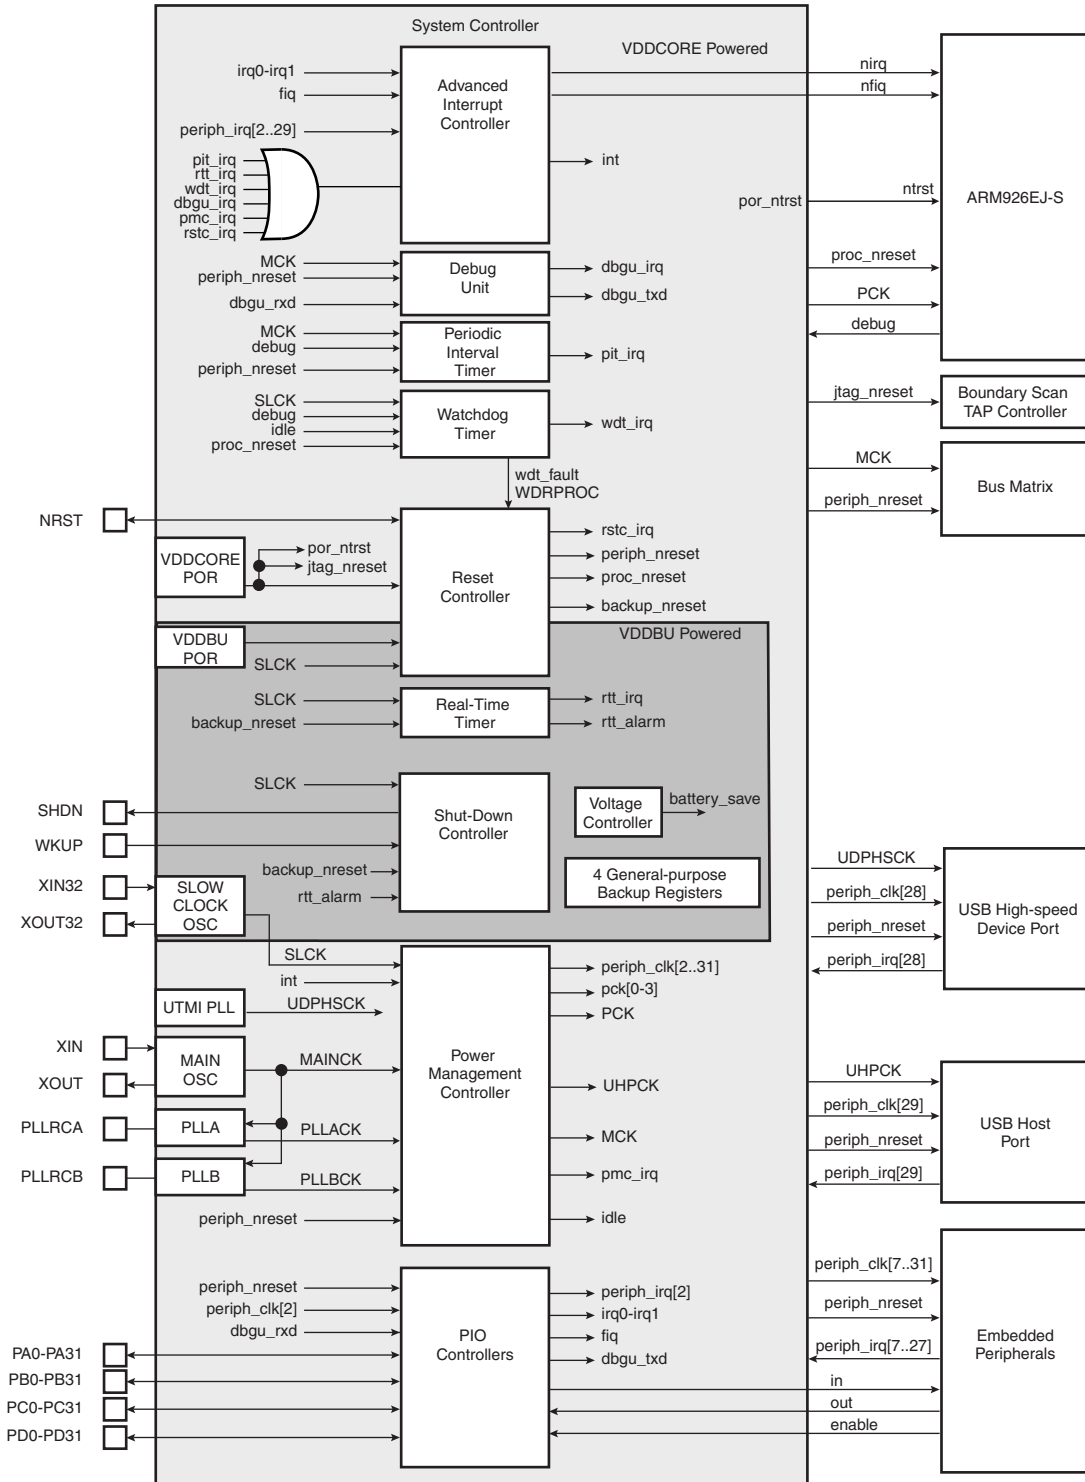 System Controller
VDDCORE Powered
irq0-irq1
fiq
periph_irq[2..29]
pit_irq
rtt_irq
wdt_irq
dbgu_irq
pmc_irq
rstc_irq
Advanced
Interrupt
Controller
int
nirq
nfiq
por_ntrst
ntrst
ARM926EJ-S
proc_nreset
PCK
debug
MCK
periph_nreset
dbgu_rxd
Debug
Unit
dbgu_irq
dbgu_txd
MCK
debug
periph_nreset
Periodic
Interval
Timer
pit_irq
SLCK
debug
idle
proc_nreset
Watchdog
Timer
wdt_irq
jtag_nreset
Boundary Scan
TAP Controller
MCK
periph_nreset
Bus Matrix
wdt_fault
WDRPROC
NRST
VDDCORE
POR
por_ntrst
jtag_nreset
Reset
Controller
rstc_irq
periph_nreset
proc_nreset
backup_nreset
VDDBU Powered
VDDBU
POR
SLCK
SLCK
backup_nreset
Real-Time
Timer
rtt_irq
rtt_alarm
SLCK
SHDN
WKUP
backup_nreset
rtt_alarm
Shut-Down
Controller
Voltage
Controller
battery_save
4 General-purpose
Backup Registers
XIN32
XOUT32
SLOW
CLOCK
OSC
UDPHSCK
periph_clk[28]
periph_nreset
periph_irq[28]
USB High-speed
Device Port
SLCK
int
UTMI PLL
UDPHSCK
XIN
XOUT
MAIN
OSC
MAINCK
PLLRCA
PLLA
PLLACK
PLLRCB
PLLB
PLLBCK
periph_nreset
Power
Management
Controller
periph_clk[2..31]
pck[0-3]
PCK
UHPCK
MCK
pmc_irq
idle
UHPCK
periph_clk[29]
periph_nreset
periph_irq[29]
USB Host
Port
periph_nreset
periph_clk[2]
dbgu_rxd
PA0-PA31
PB0-PB31
PC0-PC31
PD0-PD31
PIO
Controllers
periph_irq[2]
irq0-irq1
fiq
dbgu_txd
periph_clk[7..31]
periph_nreset
periph_irq[7..27]
in
out
enable
Embedded
Peripherals